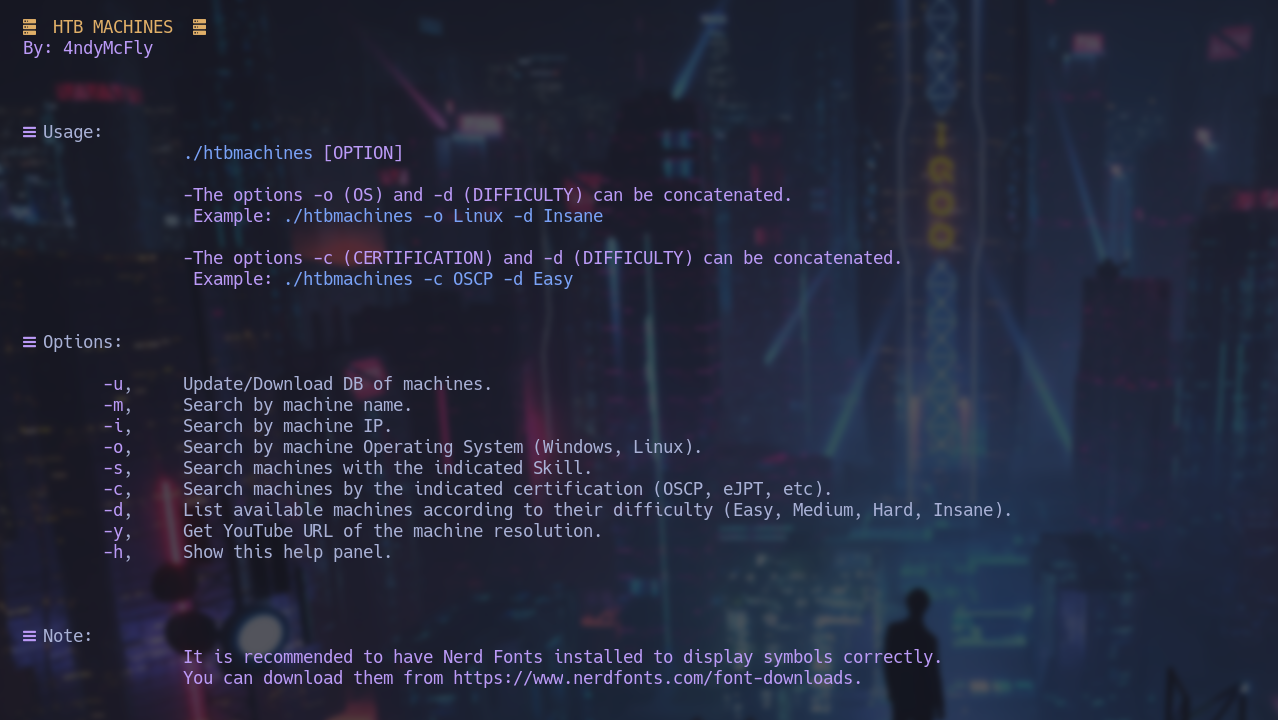 HTB MACHINES
By: 4ndyMcFly
Usage:
./htbmachines [OPTION]
-The options -o (OS) and -d (DIFFICULTY) can be concatenated.
Example: ./htbmachines -o Linux -d Insane
-The options -c (CERTIFICATION) and -d (DIFFICULTY) can be concatenated.
Example: ./htbmachines -c OSCP -d Easy
Options:
-u, Update/Download DB of machines.
-m, Search by machine name.
-i, Search by machine IP.
-o, Search by machine Operating System (Windows, Linux).
-s, Search machines with the indicated Skill.
-c, Search machines by the indicated certification (OSCP, eJPT, etc).
-d, List available machines according to their difficulty (Easy, Medium, Hard, Insane).
-y, Get YouTube URL of the machine resolution.
-h, Show this help panel.
Note:
It is recommended to have Nerd Fonts installed to display symbols correctly.
You can download them from https://www.nerdfonts.com/font-downloads.